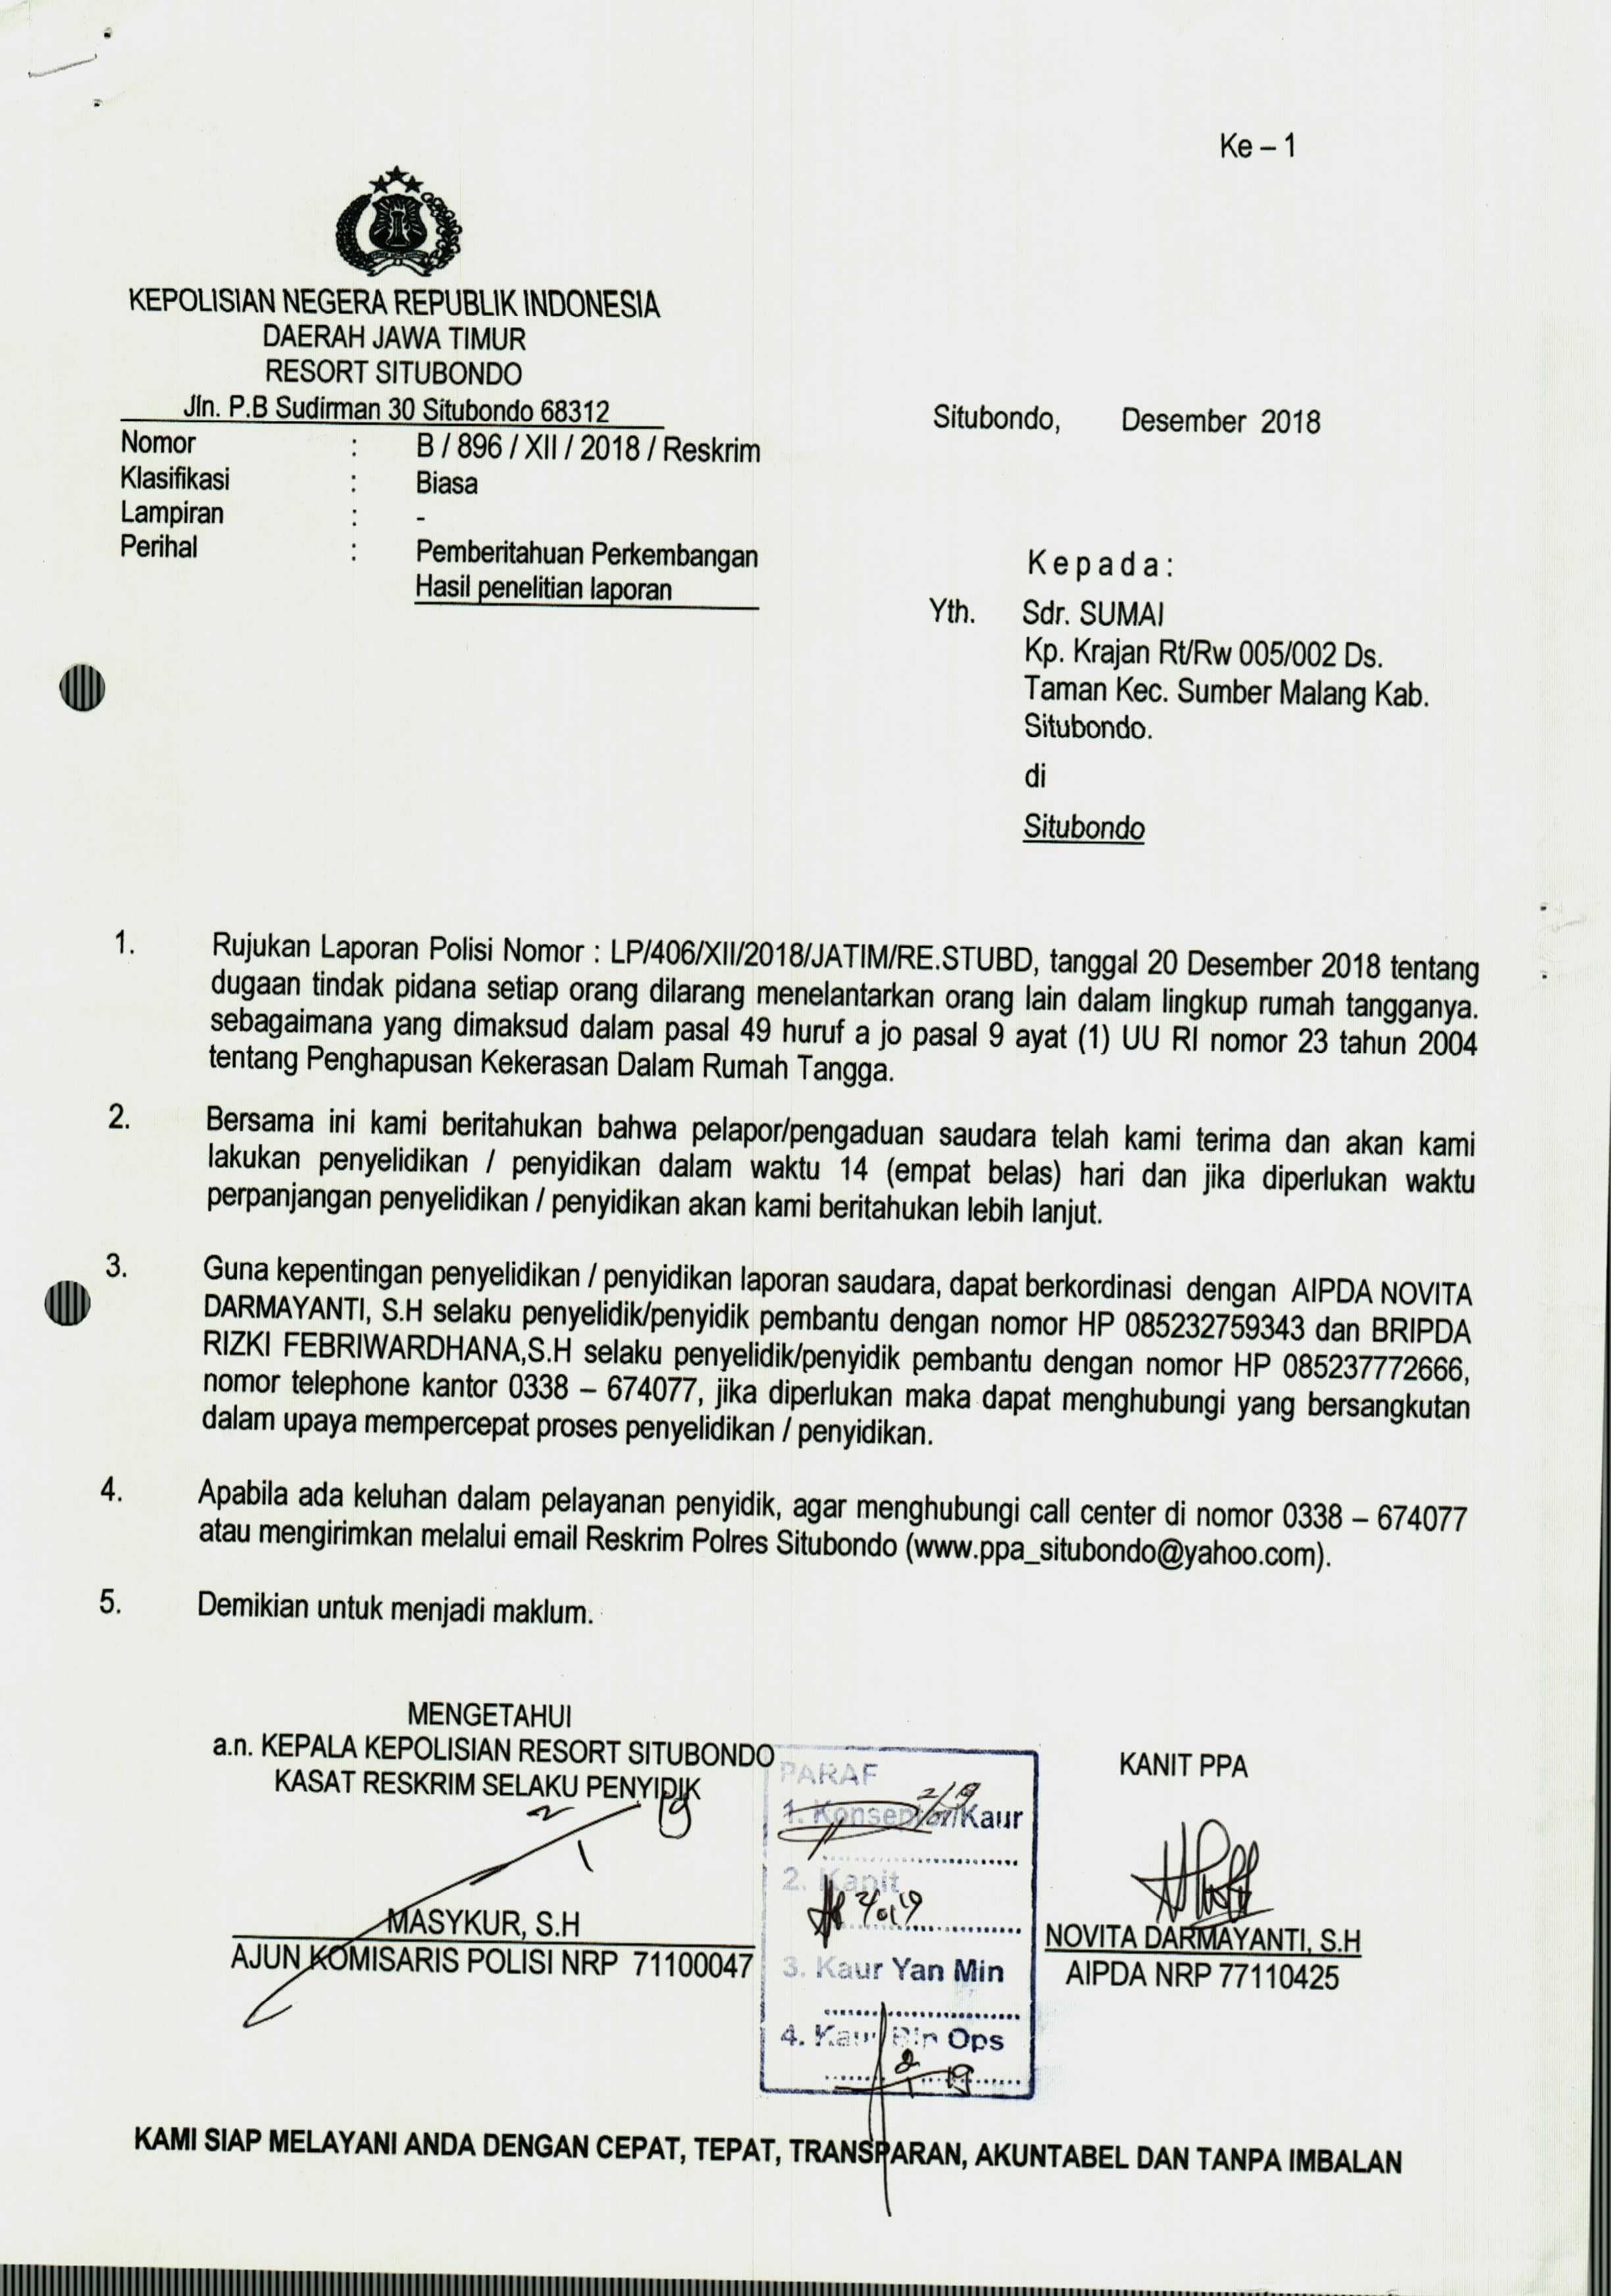 Ke – 1
KEPOLISIAN NEGERA REPUBLIK INDONESIA
DAERAH JAWA TIMUR
RESORT SITUBONDO
Jln. P.B Sudirman 30 Situbondo 68312
Situbondo, Desember 2018
Nomor : B / 896 / XII / 2018 / Reskrim
Klasifikasi : Biasa
Lampiran : -
Perihal : Pemberitahuan Perkembangan
Hasil penelitian laporan
Kepada:
Yth. Sdr. SUMAI
Kp. Krajan Rt/Rw 005/002 Ds.
Taman Kec. Sumber Malang Kab.
Situbondo.
di
Situbondo
1. Rujukan Laporan Polisi Nomor : LP/406/XII/2018/JATIM/RE.STUBD, tanggal 20 Desember 2018 tentang
dugaan tindak pidana setiap orang dilarang menelantarkan orang lain dalam lingkup rumah tangganya.
sebagaimana yang dimaksud dalam pasal 49 huruf a jo pasal 9 ayat (1) UU RI nomor 23 tahun 2004
tentang Penghapusan Kekerasan Dalam Rumah Tangga.
2. Bersama ini kami beritahukan bahwa pelapor/pengaduan saudara telah kami terima dan akan kami
lakukan penyelidikan / penyidikan dalam waktu 14 (empat belas) hari dan jika diperlukan waktu
perpanjangan penyelidikan / penyidikan akan kami beritahukan lebih lanjut.
3. Guna kepentingan penyelidikan / penyidikan laporan saudara, dapat berkordinasi dengan AIPDA NOVITA
DARMAYANTI, S.H selaku penyelidik/penyidik pembantu dengan nomor HP 085232759343 dan BRIPDA
RIZKI FEBRIWARDHANA,S.H selaku penyelidik/penyidik pembantu dengan nomor HP 085237772666,
nomor telephone kantor 0338 – 674077, jika diperlukan maka dapat menghubungi yang bersangkutan
dalam upaya mempercepat proses penyelidikan / penyidikan.
4. Apabila ada keluhan dalam pelayanan penyidik, agar menghubungi call center di nomor 0338 – 674077
atau mengirimkan melalui email Reskrim Polres Situbondo (www.ppa_situbondo@yahoo.com).
5. Demikian untuk menjadi maklum.
MENGETAHUI
a.n. KEPALA KEPOLISIAN RESORT SITUBONDO
KASAT RESKRIM SELAKU PENYIDIK
MASYKUR, S.H
AJUN KOMISARIS POLISI NRP 71100047
PARAF
1. Konseptor/Kaur
2. Kanit
3. Kaur Yan Min
4. Kaur Bin Ops
KANIT PPA
NOVITA DARMAYANTI, S.H
AIPDA NRP 77110425
KAMI SIAP MELAYANI ANDA DENGAN CEPAT, TEPAT, TRANSPARAN, AKUNTABEL DAN TANPA IMBALAN